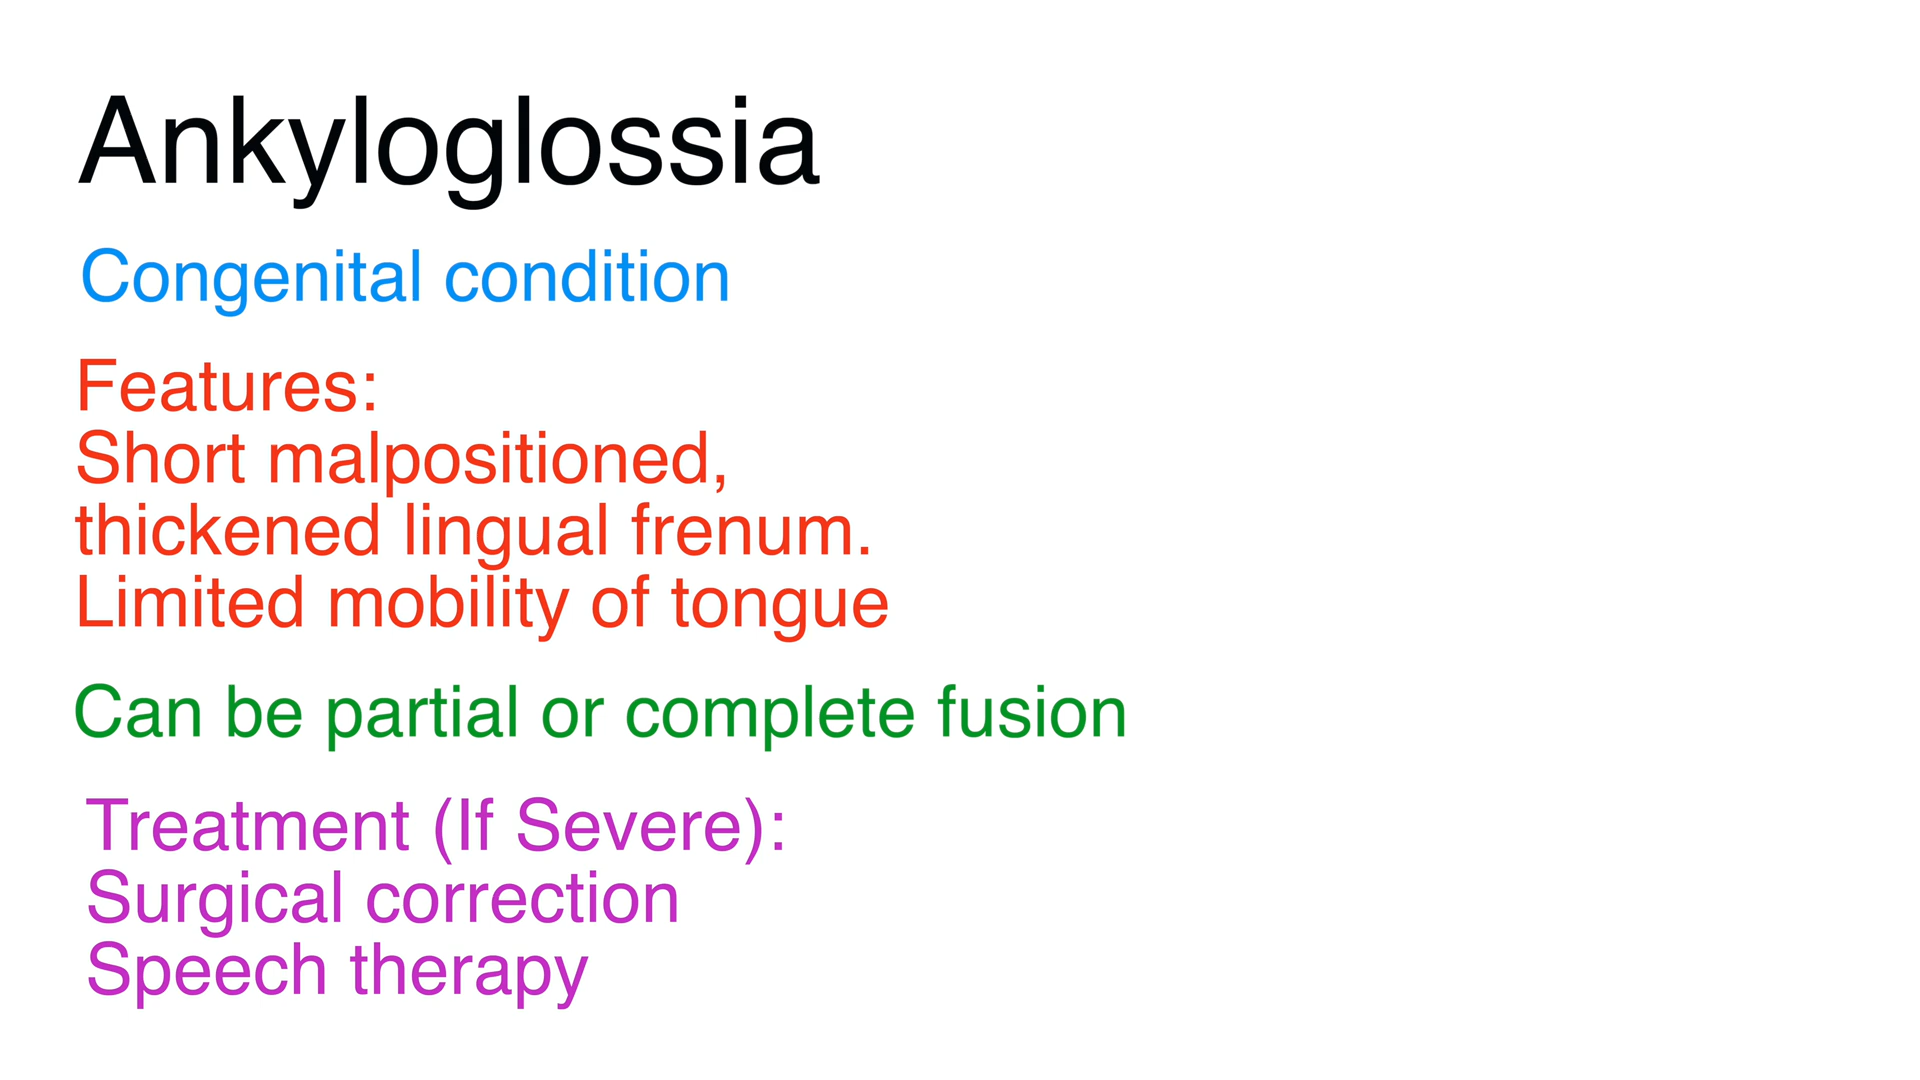 Ankyloglossia
Congenital condition
Features:
Short malpositioned,
thickened lingual frenum.
Limited mobility of tongue
Can be partial or complete fusion
Treatment (If Severe):
Surgical correction
Speech therapy